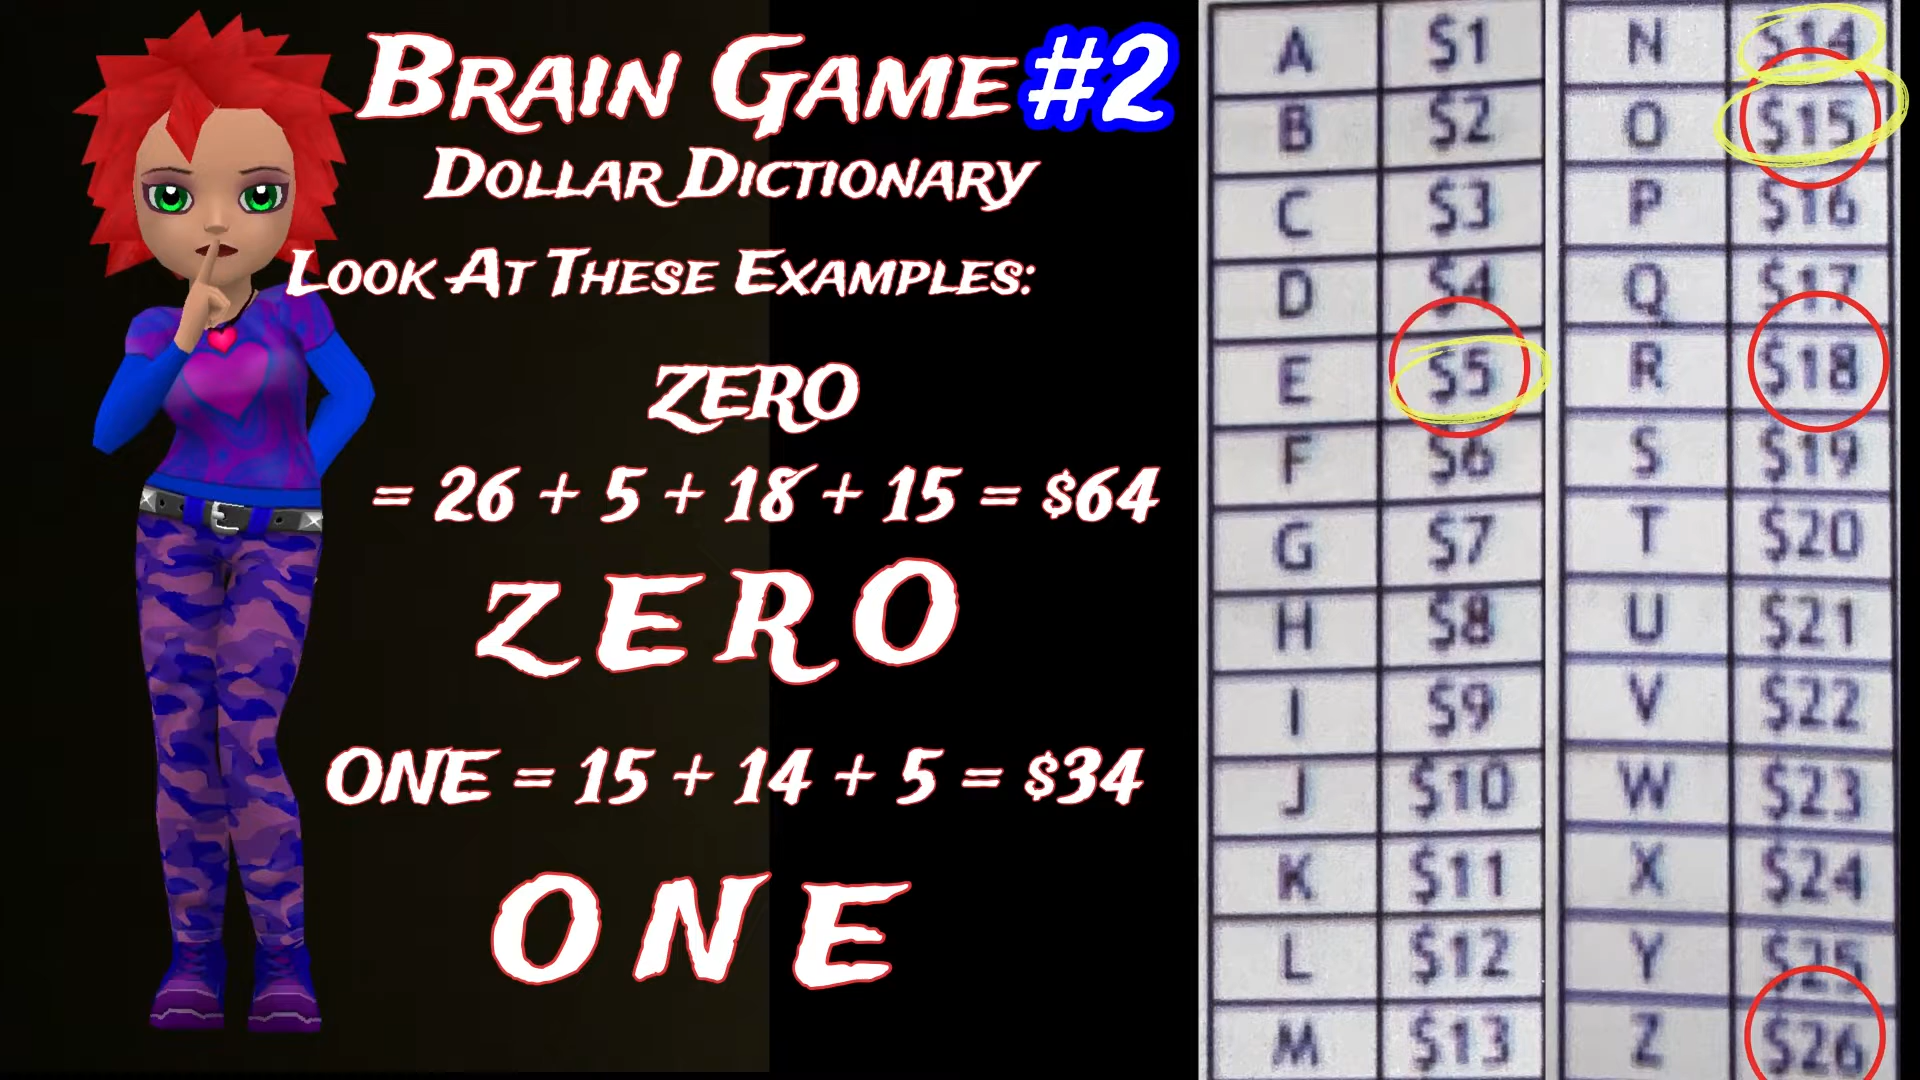 BRAIN GAME #2
DOLLAR DICTIONARY
LOOK AT THESE EXAMPLES:
ZERO
= 26 + 5 + 18 + 15 = $64
Z E R O
ONE = 15 + 14 + 5 = $34
O N E
A $1
B $2
C $3
D $4
E $5
F $6
G $7
H $8
I $9
J $10
K $11
L $12
M $13
N $14
O $15
P $16
Q $17
R $18
S $19
T $20
U $21
V $22
W $23
X $24
Y $25
Z $26